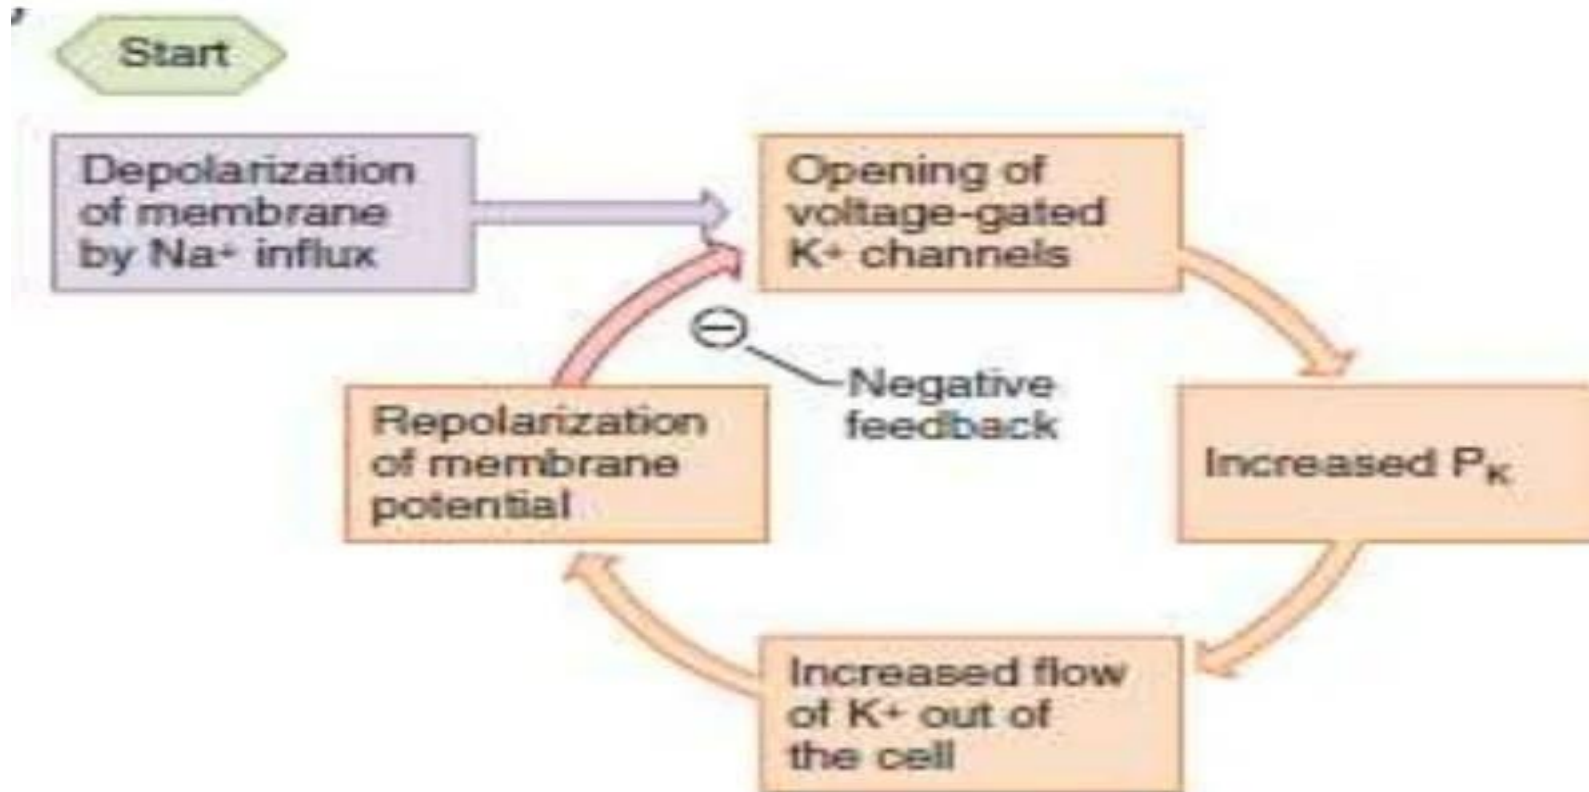 Start
Depolarization
of membrane
by Na+ influx
Opening of
voltage-gated
K+ channels
Negative
feedback
Repolarization
of membrane
potential
Increased PK
Increased flow
of K+ out of
the cell